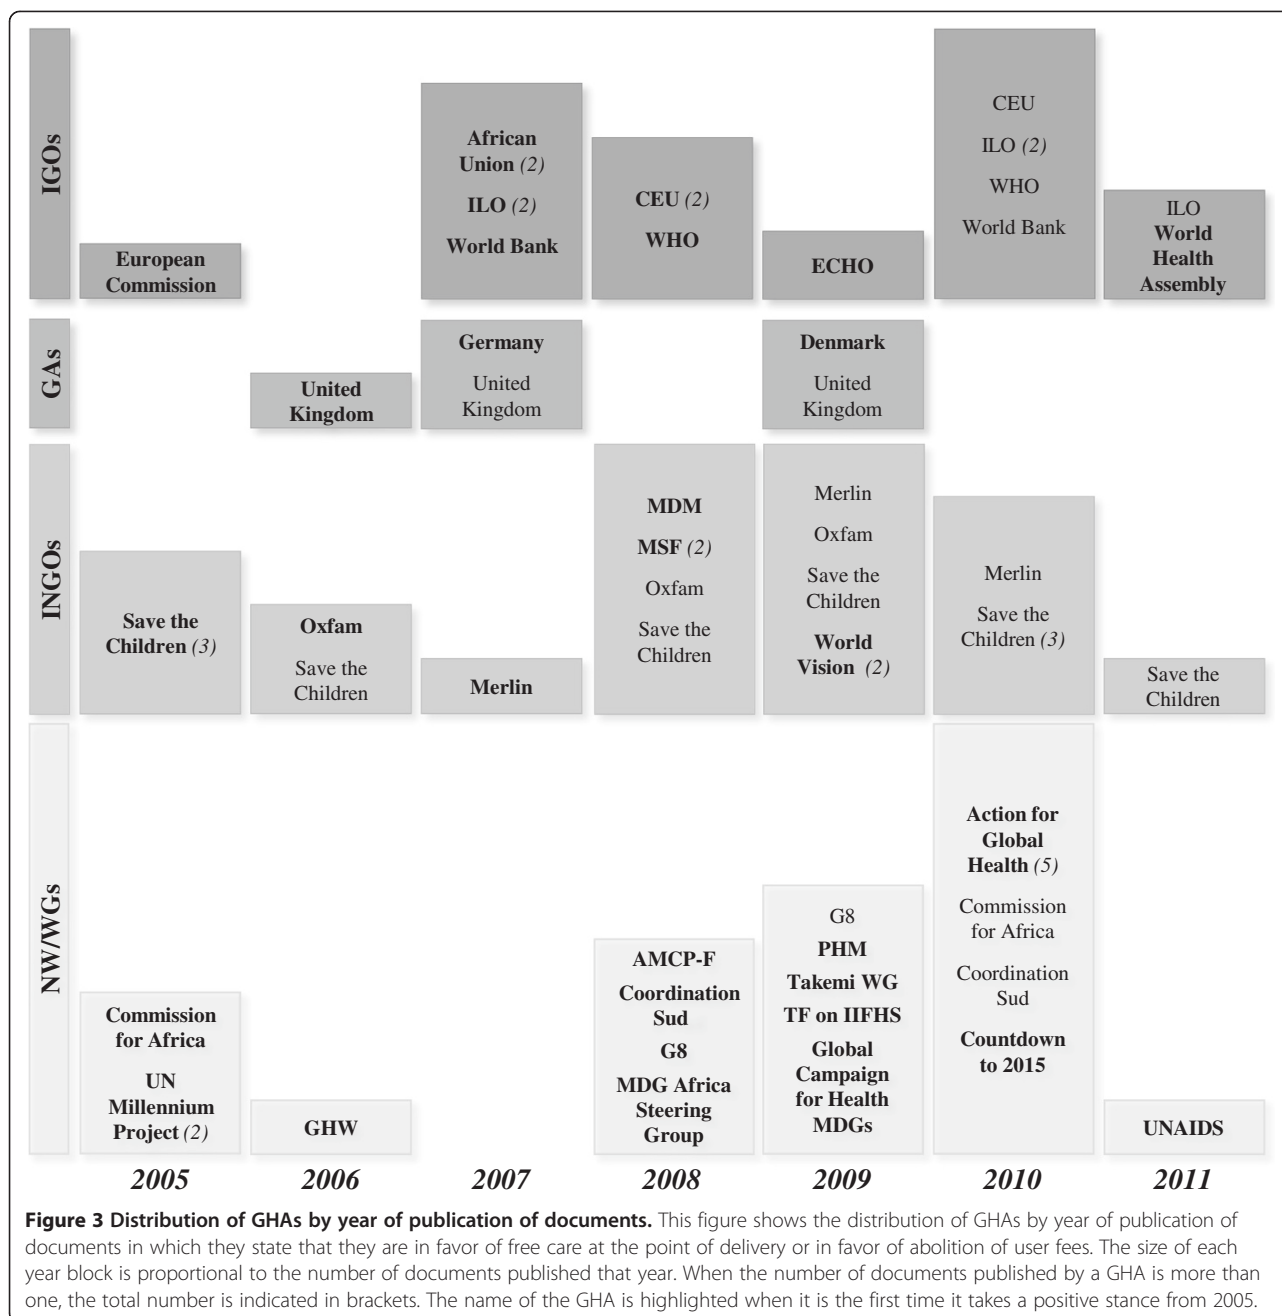 IGOs
European
Commission
African
Union (2)
ILO (2)
World Bank
CEU (2)
WHO
ECHO
CEU
ILO (2)
WHO
World Bank
ILO
World
Health
Assembly
GAs
United
Kingdom
Germany
United
Kingdom
Denmark
United
Kingdom
INGOs
Save the
Children (3)
Oxfam
Save the
Children
Merlin
MDM
MSF (2)
Oxfam
Save the
Children
Merlin
Oxfam
Save the
Children
World
Vision (2)
Merlin
Save the
Children (3)
Save the
Children
NW/WGs
Commission
for Africa
UN
Millennium
Project (2)
GHW
AMCP-F
Coordination
Sud
G8
MDG Africa
Steering
Group
G8
PHM
Takemi WG
TF on IIFHS
Global
Campaign
for Health
MDGs
Action for
Global
Health (5)
Commission
for Africa
Coordination
Sud
Countdown
to 2015
UNAIDS
2005 2006 2007 2008 2009 2010 2011
Figure 3 Distribution of GHAs by year of publication of documents. This figure shows the distribution of GHAs by year of publication of
documents in which they state that they are in favor of free care at the point of delivery or in favor of abolition of user fees. The size of each
year block is proportional to the number of documents published that year. When the number of documents published by a GHA is more than
one, the total number is indicated in brackets. The name of the GHA is highlighted when it is the first time it takes a positive stance from 2005.